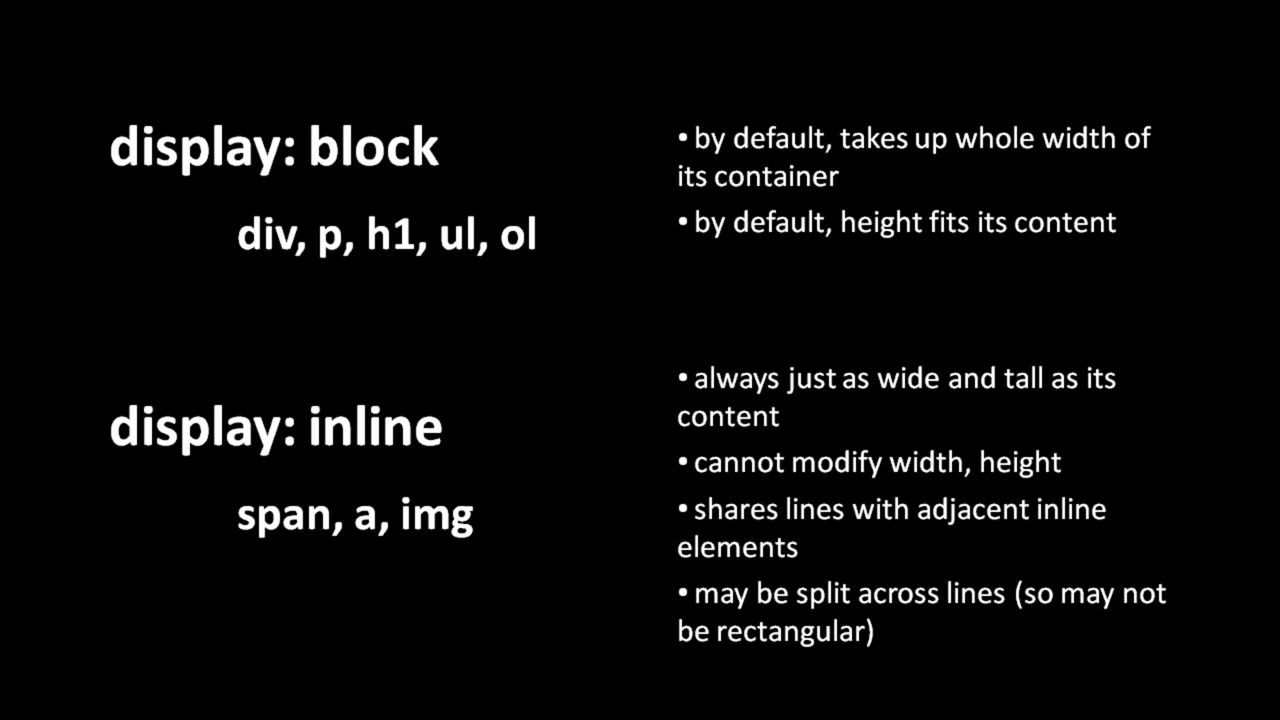 display: block
div, p, h1, ul, ol
• by default, takes up whole width of
its container
• by default, height fits its content
display: inline
span, a, img
• always just as wide and tall as its
content
• cannot modify width, height
• shares lines with adjacent inline
elements
• may be split across lines (so may not
be rectangular)